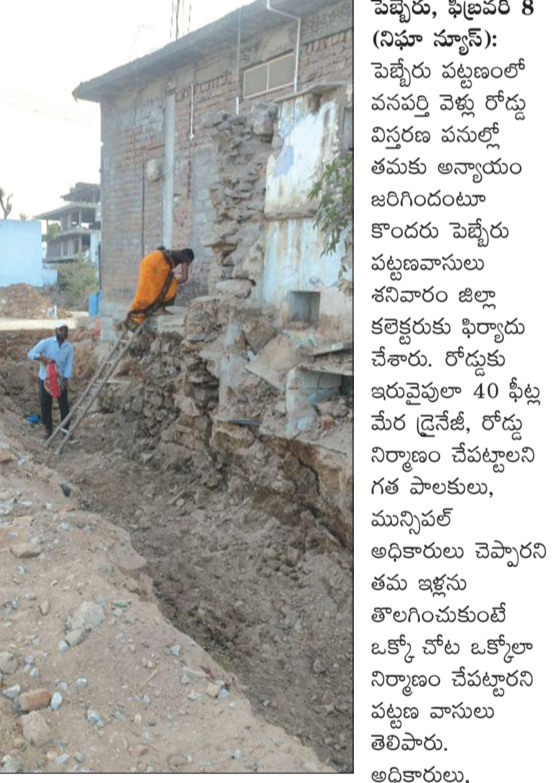 పెబ్బేరు, ఫిబ్రవరి 8
(నిఘా న్యూస్):
పెబ్బేరు పట్టణంలో
వనపర్తి వెళ్లు రోడ్డు
విస్తరణ పనుల్లో
తమకు అన్యాయం
జరిగిందంటూ
కొందరు పెబ్బేరు
పట్టణవాసులు
శనివారం జిల్లా
కలెక్టరుకు ఫిర్యాదు
చేశారు. రోడ్డుకు
ఇరువైపులా 40 ఫీట్ల
మేర డ్రైనేజీ, రోడ్డు
నిర్మాణం చేపట్టాలని
గత పాలకులు,
మున్సిపల్
అధికారులు చెప్పారని
తమ ఇళ్లను
తొలగించుకుంటే
ఒక్కో చోట ఒక్కోలా
నిర్మాణం చేపట్టారని
పట్టణ వాసులు
తెలిపారు.
అధికారులు,